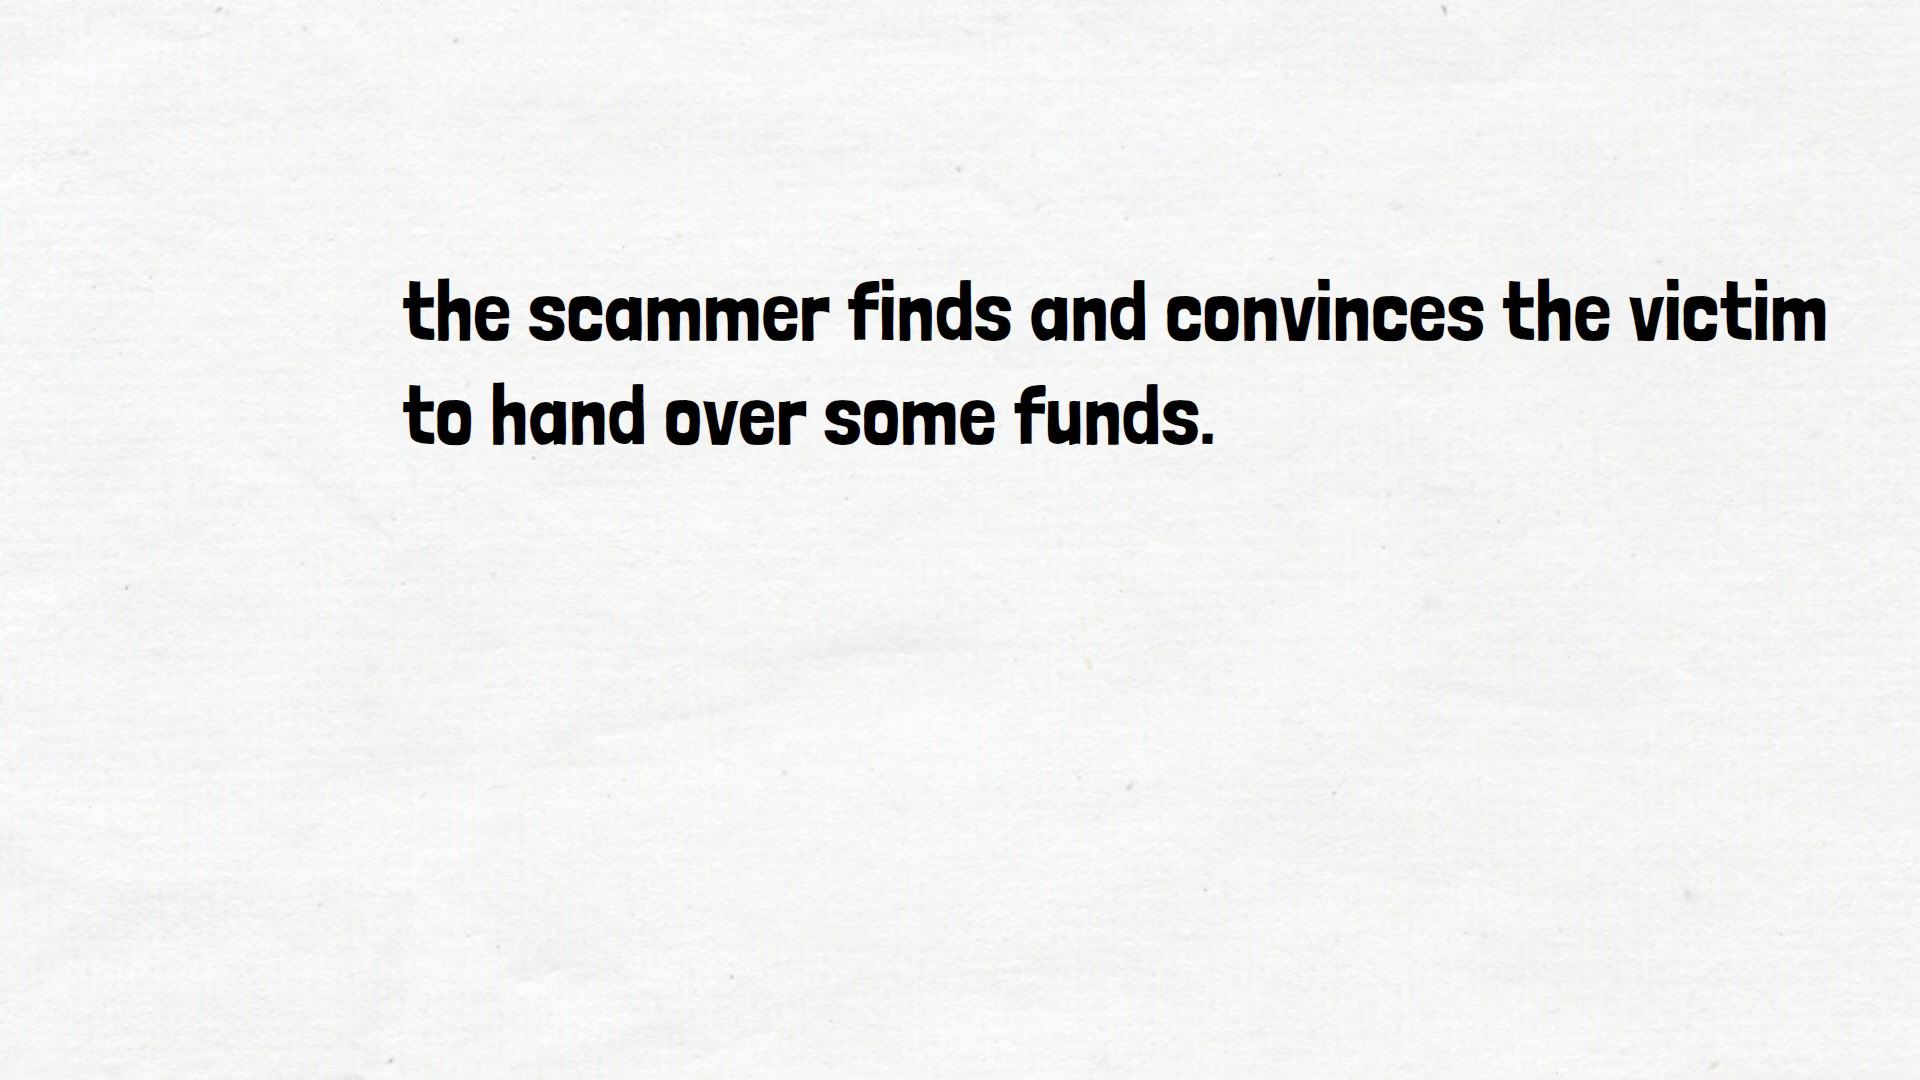 the scammer finds and convinces the victim
to hand over some funds.